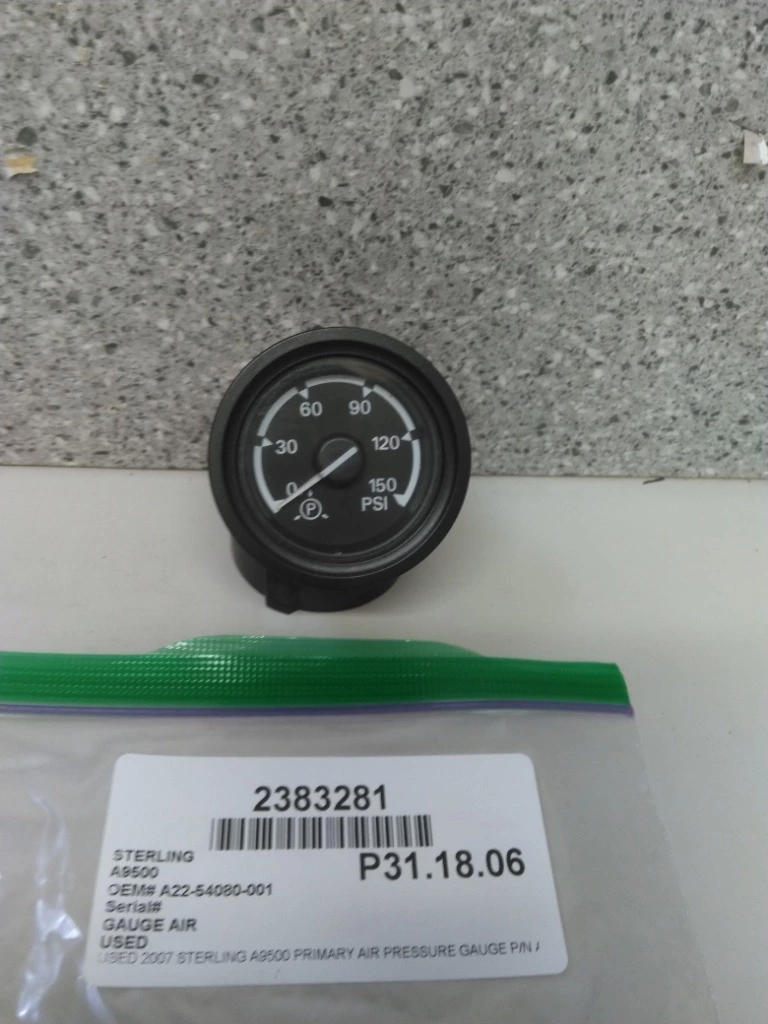 60 90
30 120
0 150
P PSI
2383281
P31.18.06
STERLING
A9500
OEM# A22-54080-001
Serial#
GAUGE AIR
USED
USED 2007 STERLING A9500 PRIMARY AIR PRESSURE GAUGE P/N